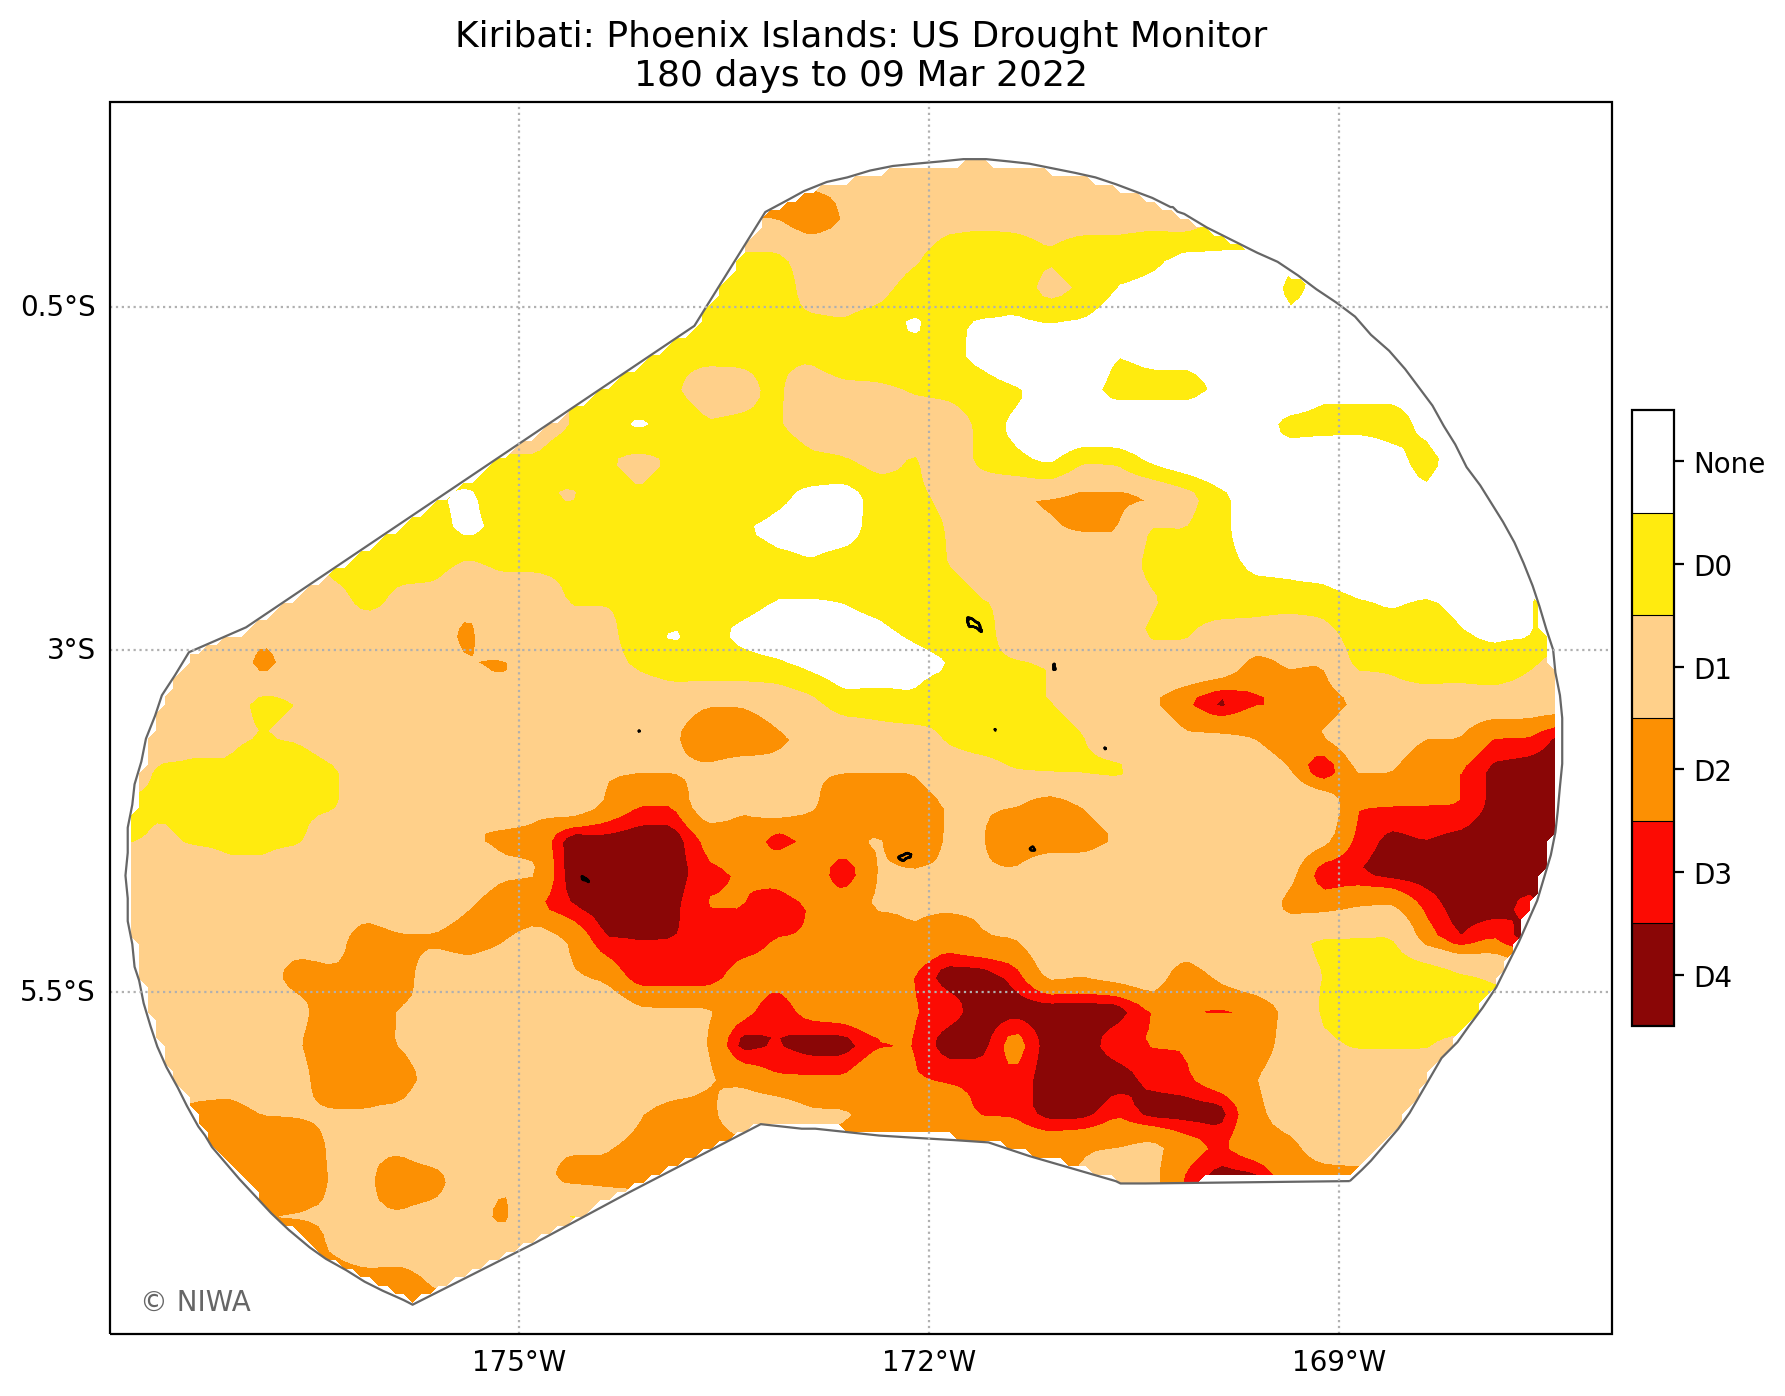 Kiribati: Phoenix Islands: US Drought Monitor
180 days to 09 Mar 2022
0.5°S
3°S
5.5°S
175°W
172°W
169°W
None
D0
D1
D2
D3
D4
© NIWA